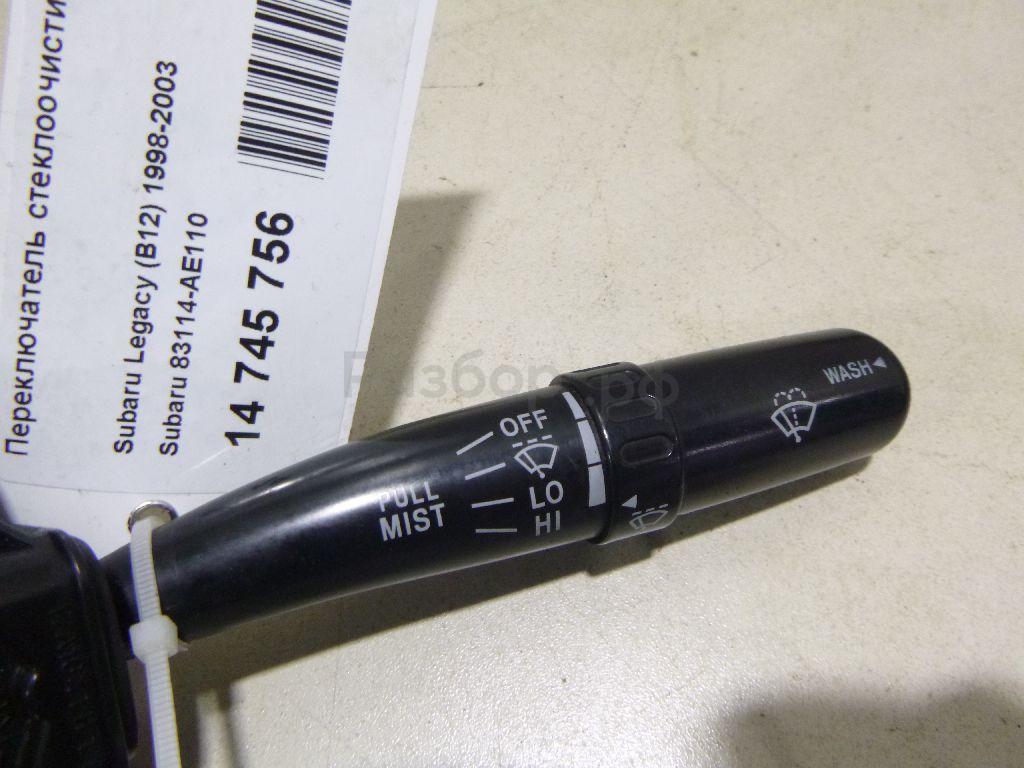 Переключатель стеклоочисти
Subaru Legacy (B12) 1998-2003
Subaru 83114-AE110
14 745 756
Разбор.рф
OFF
PULL LO
MIST HI
WASH